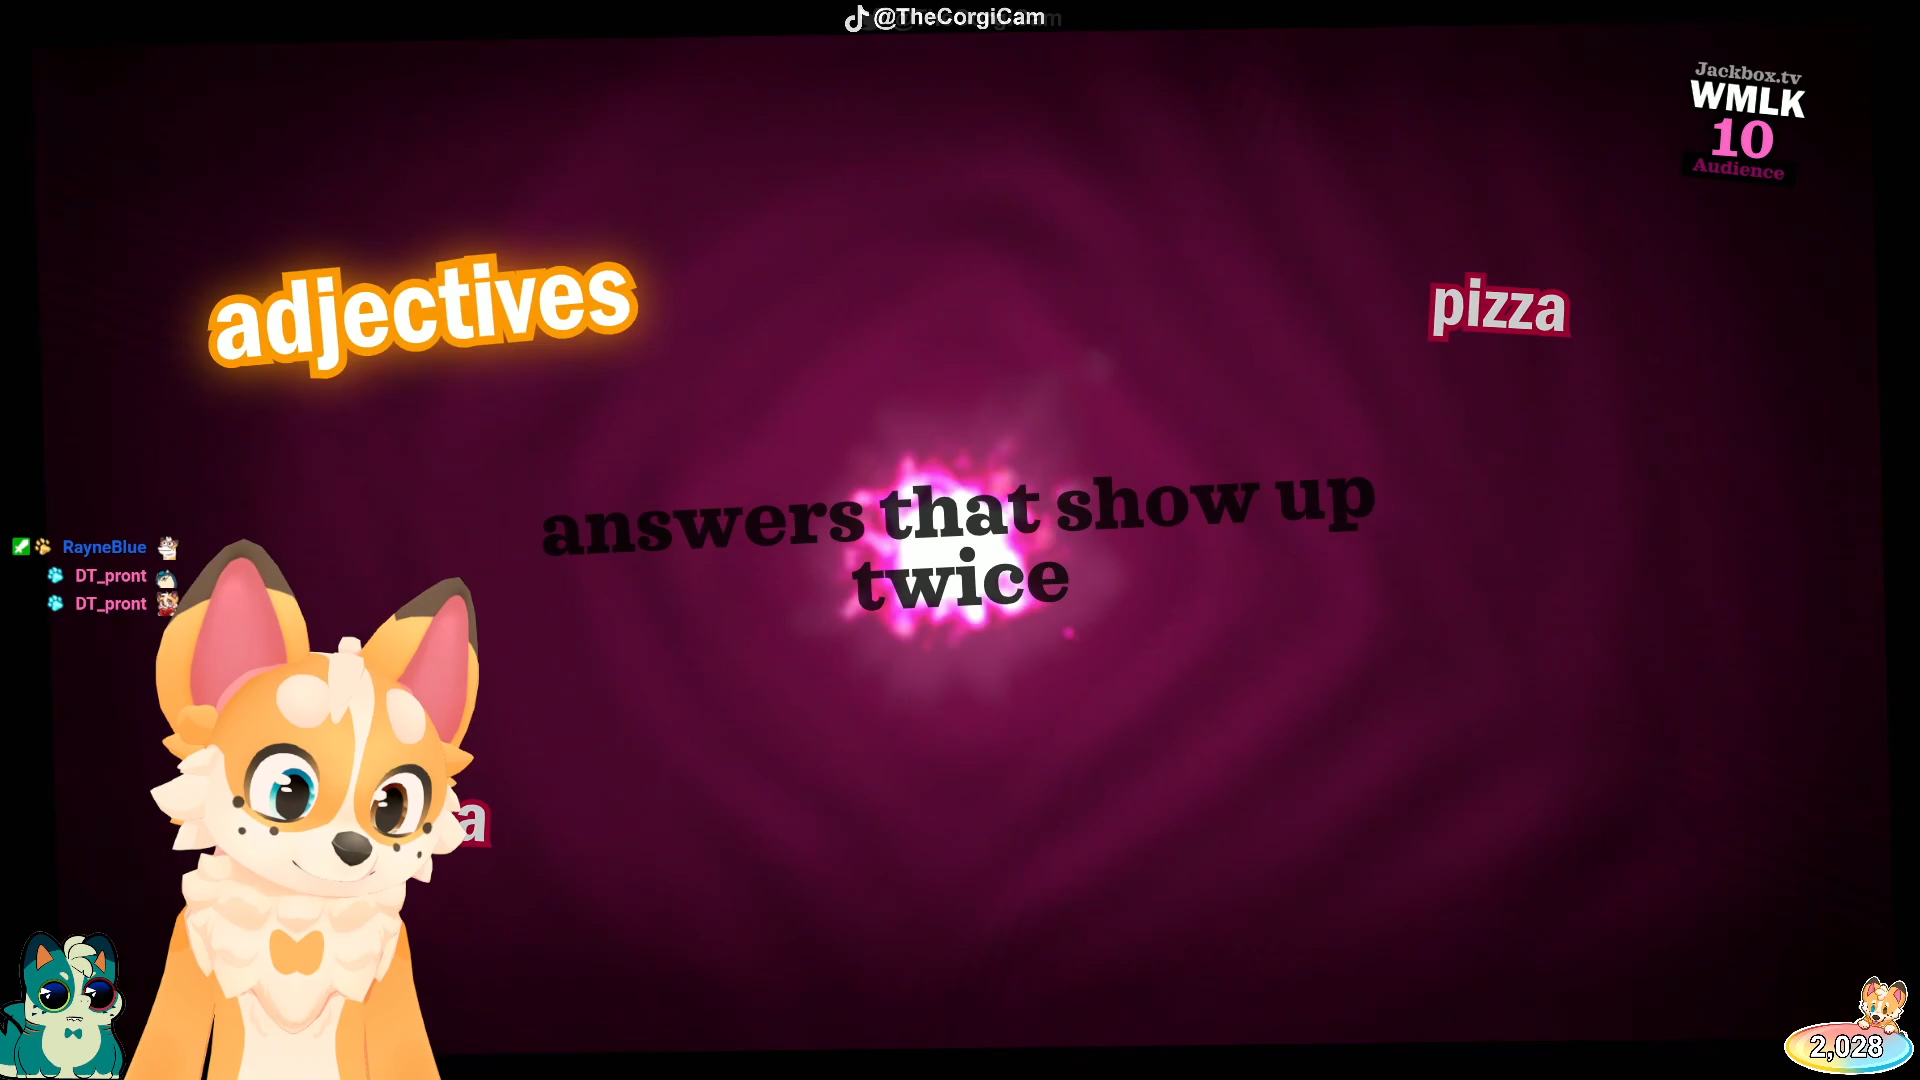 @TheCorgiCam
Jackbox.tv
WMLK
10
Audience
adjectives
pizza
answers that show up
twice
RayneBlue
DT_pront
DT_pront
a
2,028